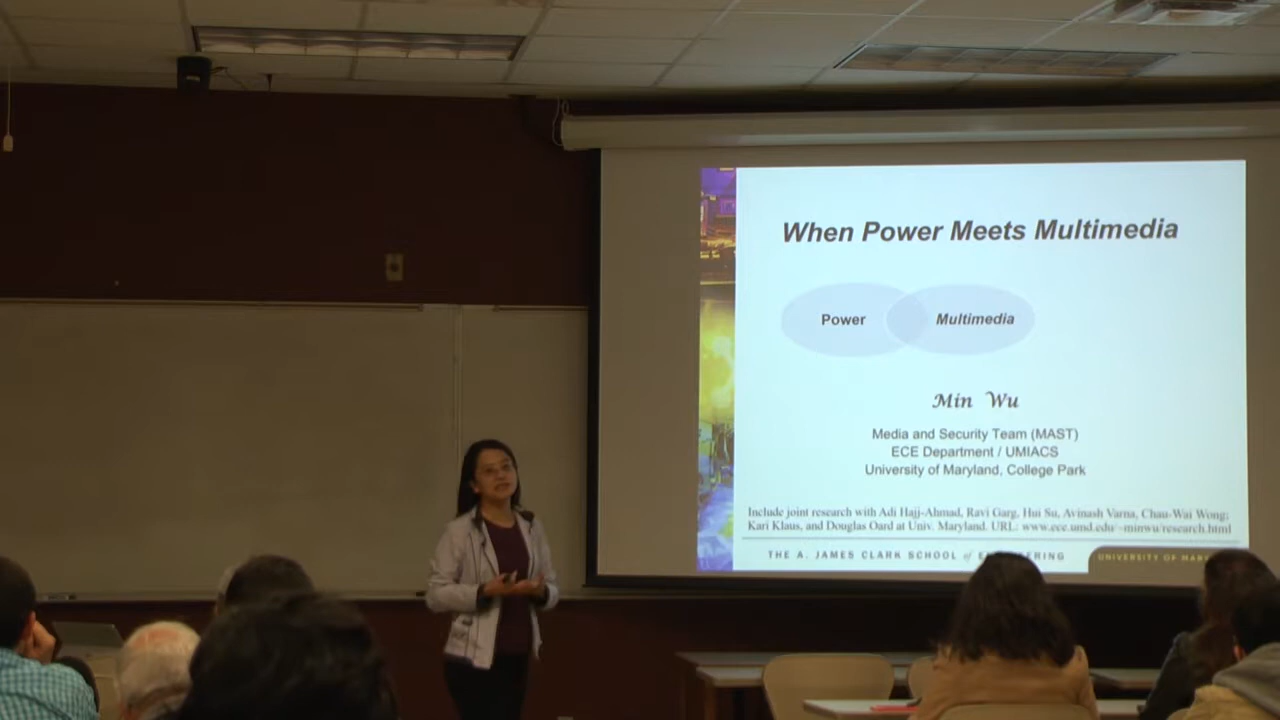 When Power Meets Multimedia
Power
Multimedia
Min Wu
Media and Security Team (MAST)
ECE Department / UMIACS
University of Maryland, College Park
Include joint research with Adi Hajj-Ahmad, Ravi Garg, Hui Su, Avinash Varna, Chau-Wai Wong,
Kari Klaus, and Douglas Oard at Univ. Maryland. URL: www.ece.umd.edu/~minwu/research.html
THE A. JAMES CLARK SCHOOL of
UNIVERSITY OF